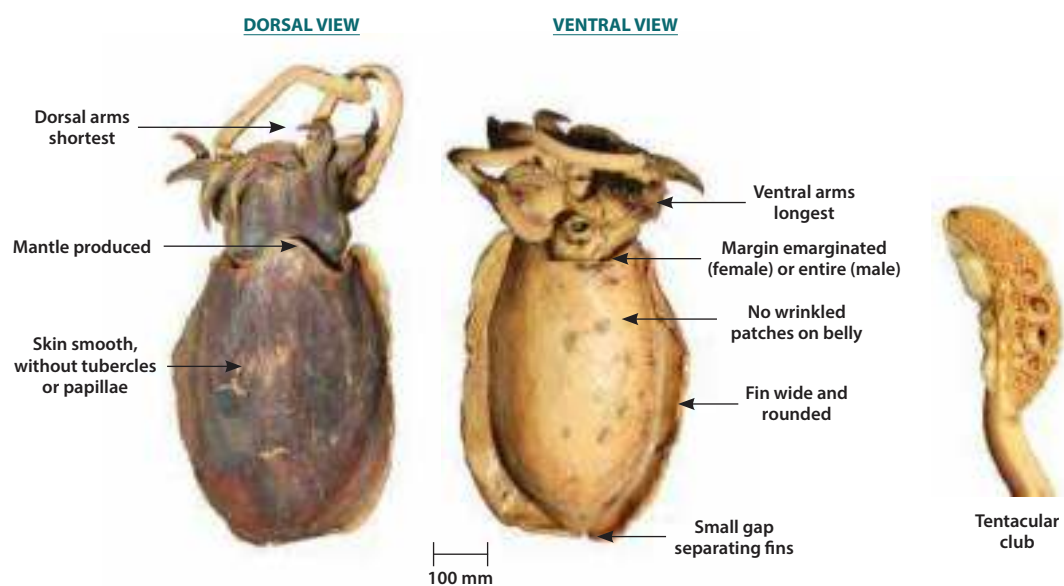 DORSAL VIEW
VENTRAL VIEW
Dorsal arms
shortest
Mantle produced
Skin smooth,
without tubercles
or papillae
Ventral arms
longest
Margin emarginated
(female) or entire (male)
No wrinkled
patches on belly
Fin wide and
rounded
Small gap
separating fins
100 mm
Tentacular
club